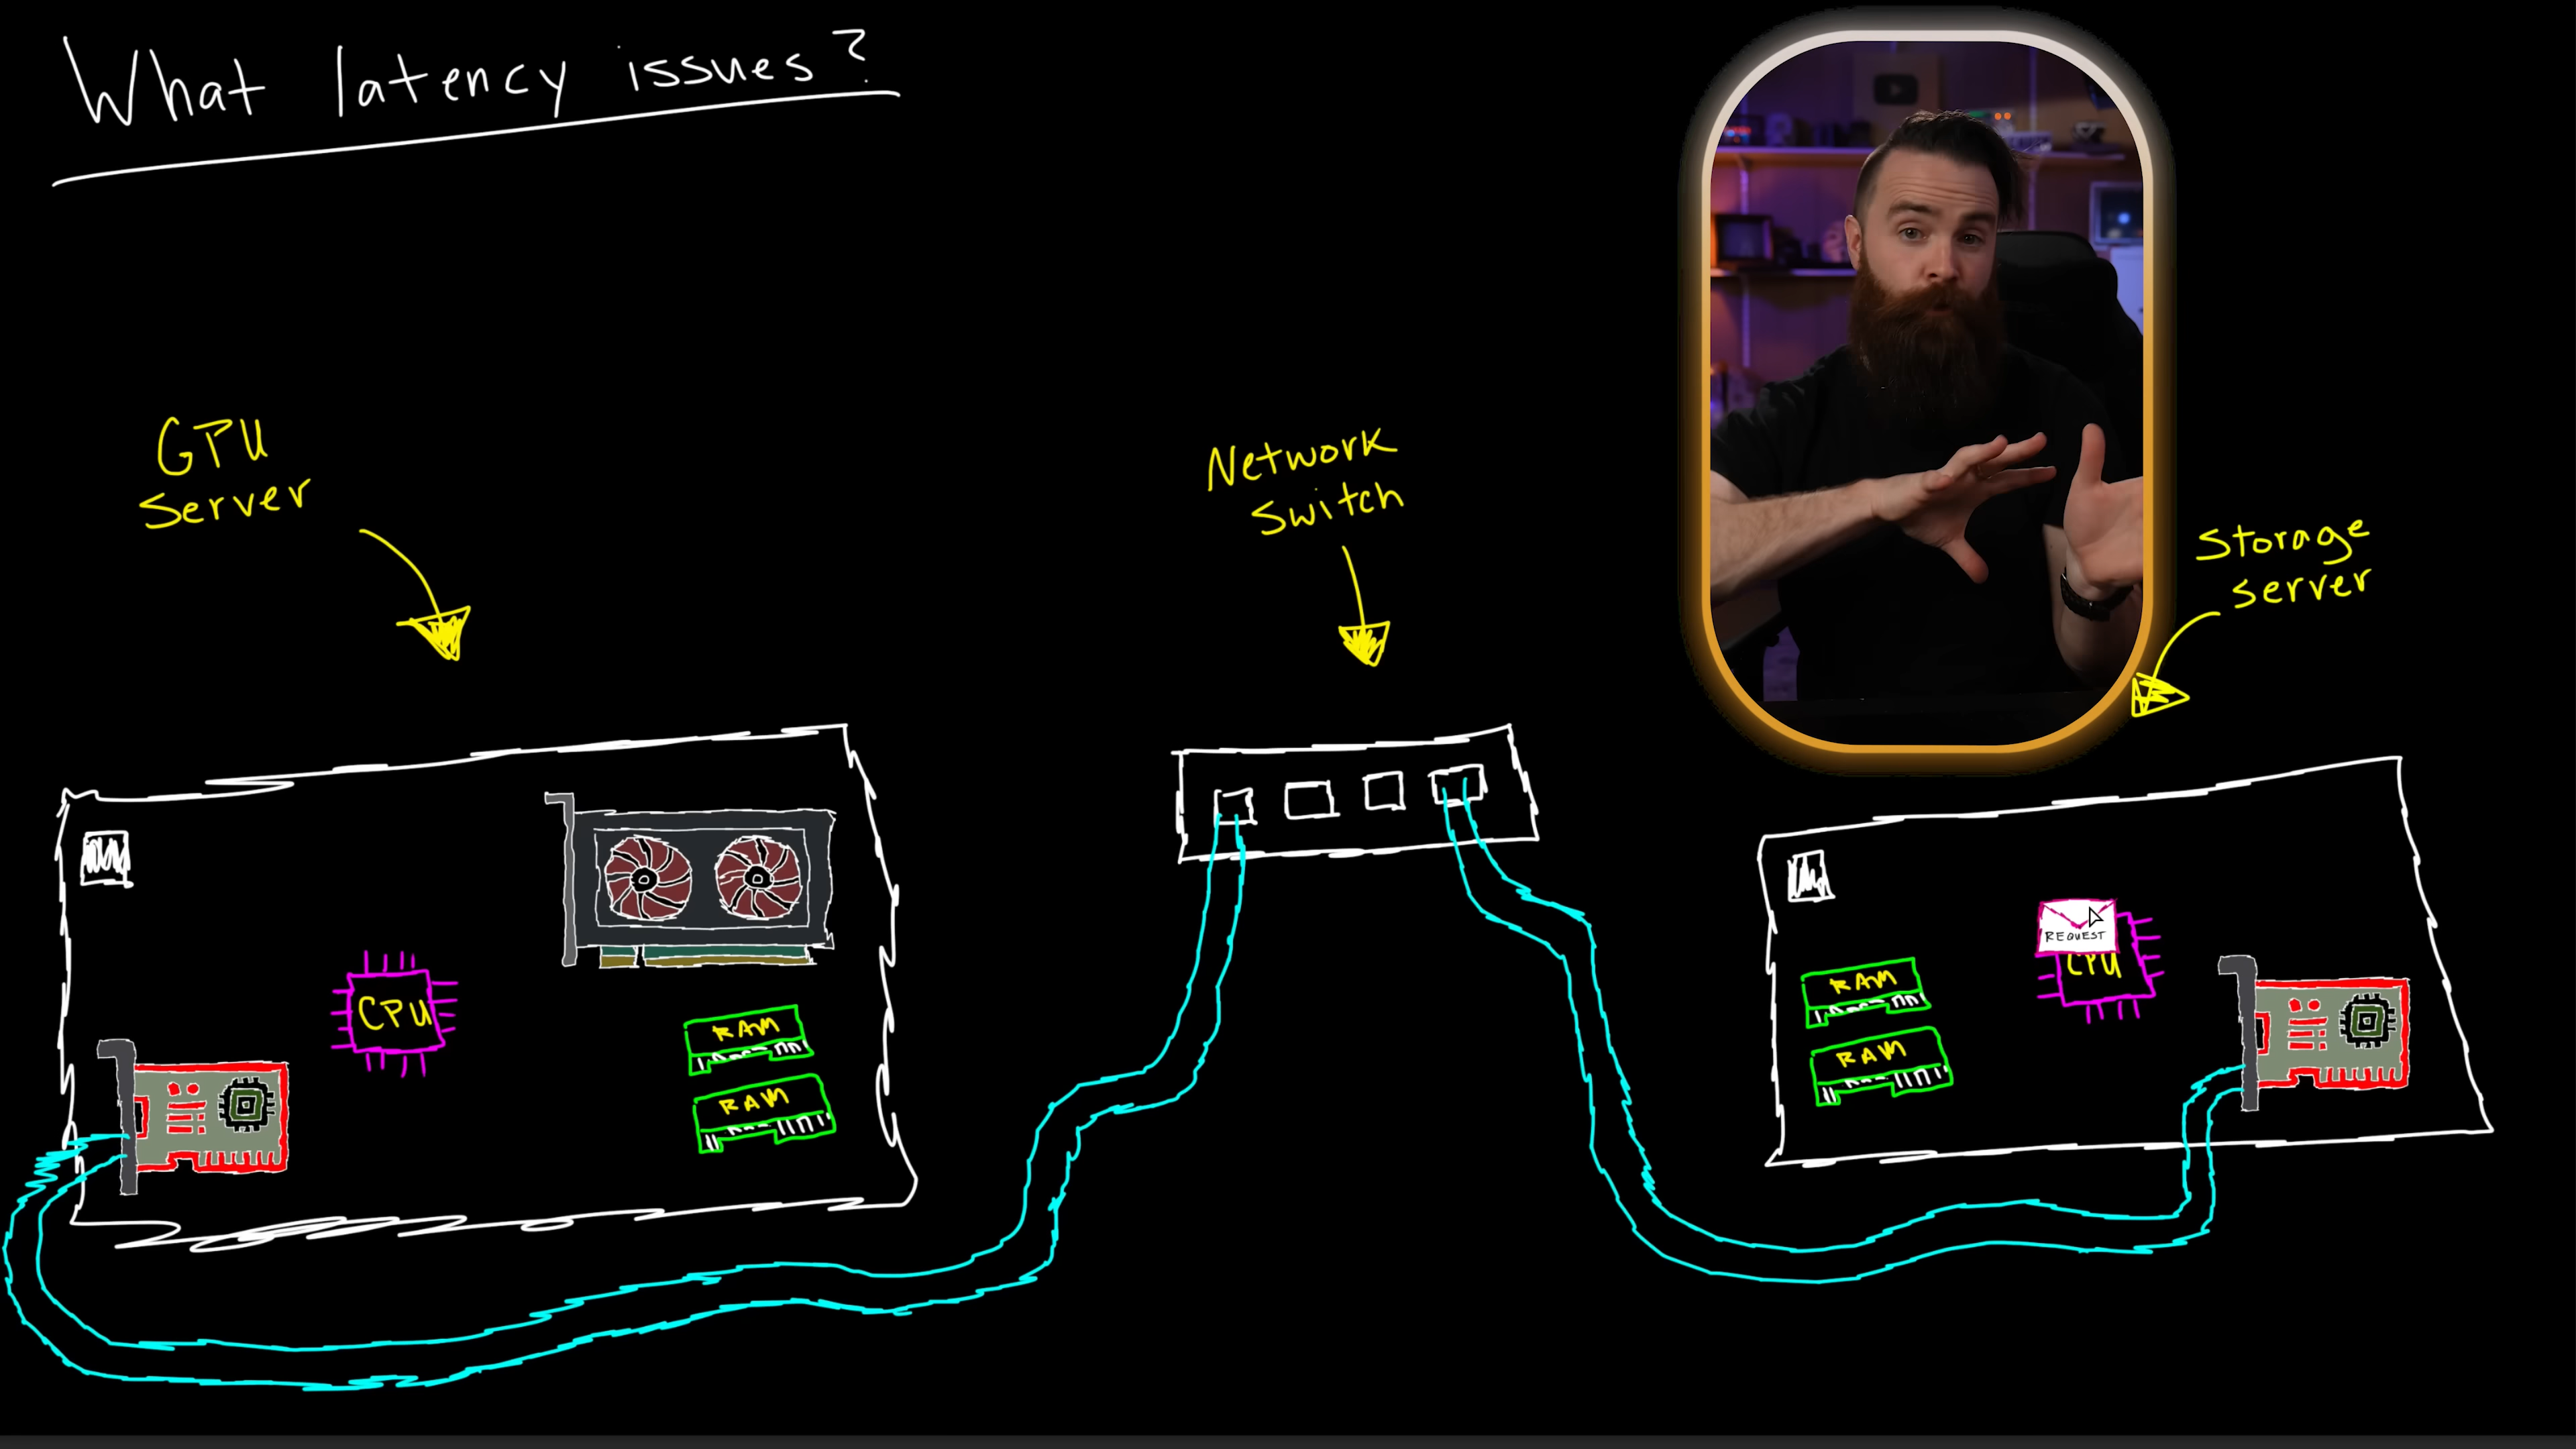 What latency issues?
GPU
Server
Network
Switch
Storage
server
CPU
RAM
RAM
REQUEST
CPU
RAM
RAM